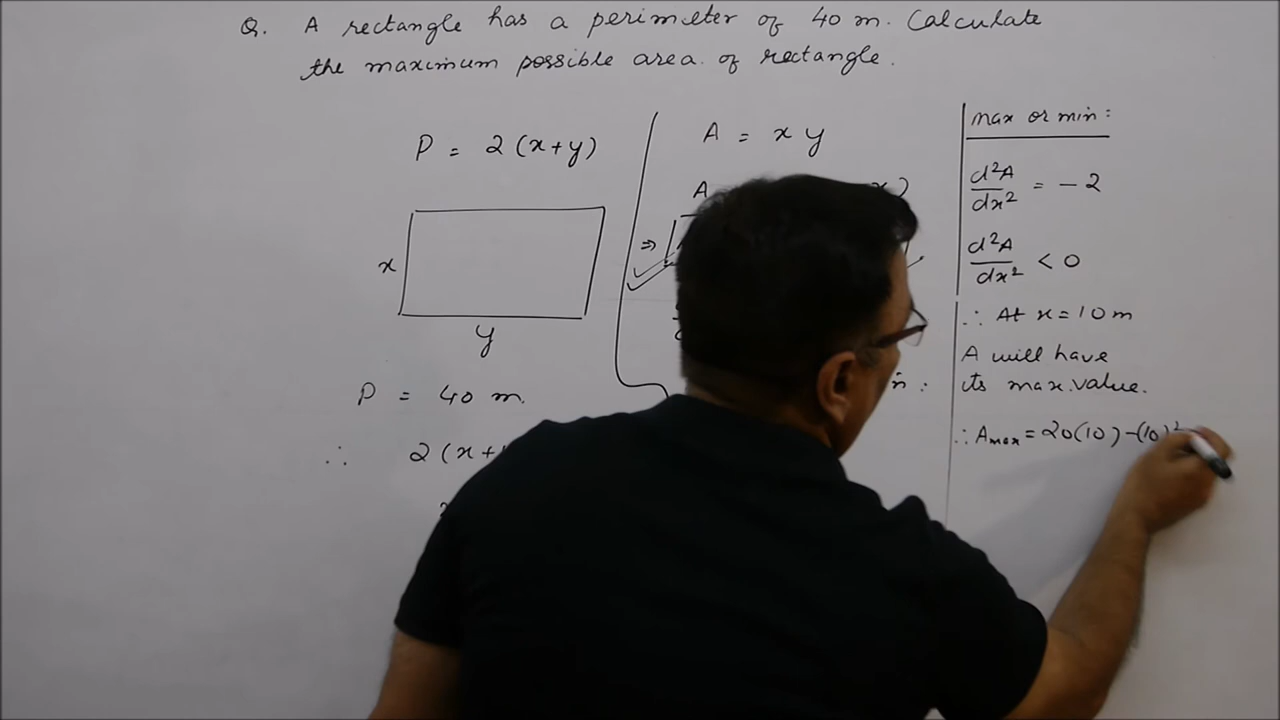 Q. A rectangle has a perimeter of 40 m. Calculate
the maximum possible area. of rectangle.
P = 2 (x+y)
x
y
P = 40 m.
∴ 2 (x+
A = x y
A
⇒
max or min:
d²A/dx² = - 2
d²A/dx² < 0
∴ At x = 10 m
A will have
its max. value.
∴ Amax = 20(10) - (10)²